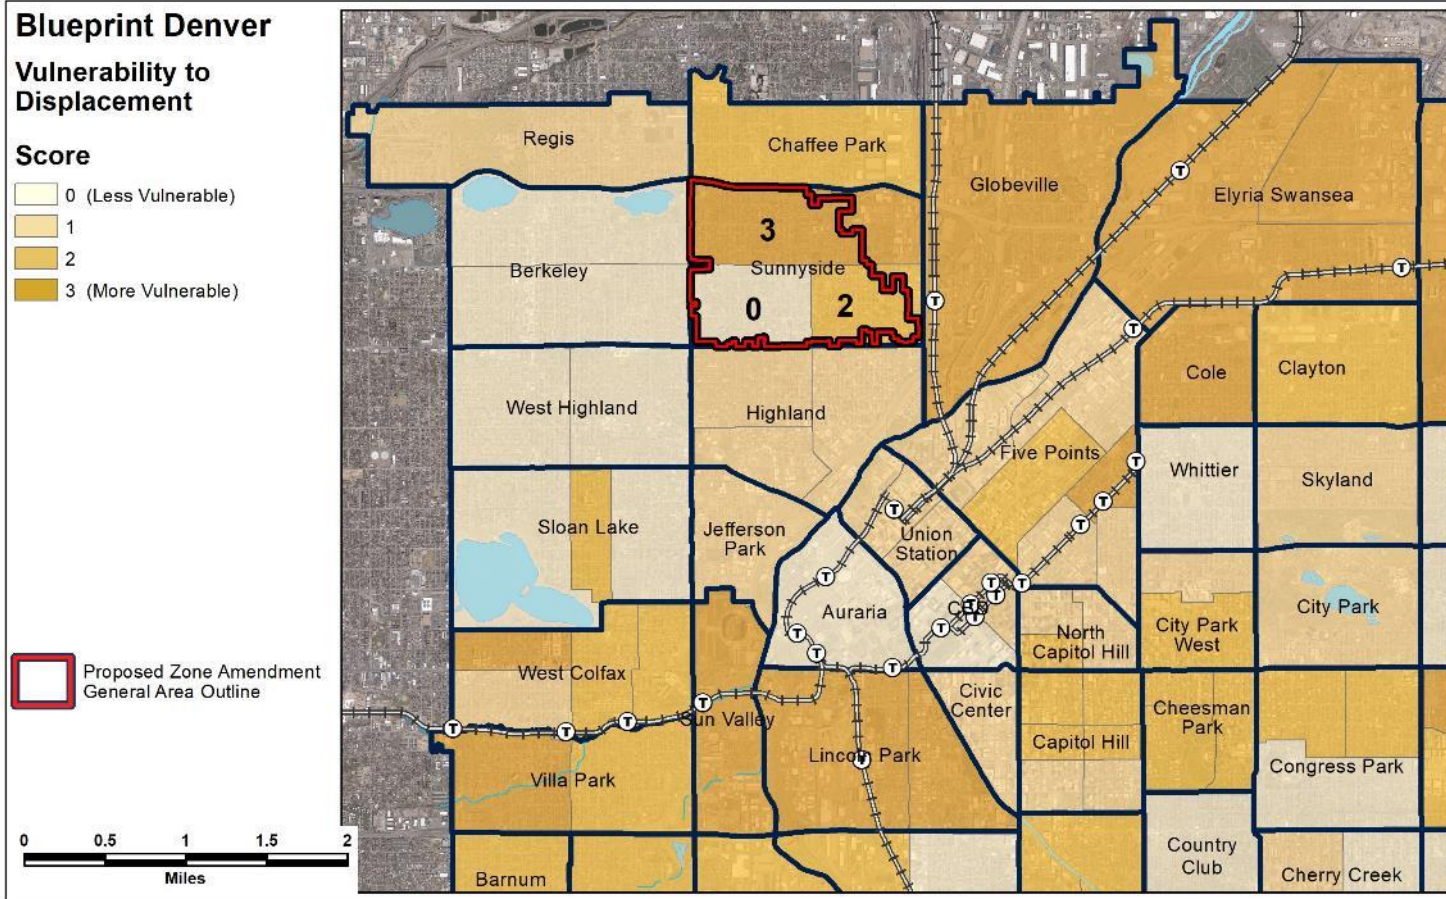 Blueprint Denver
Vulnerability to
Displacement
Score
0 (Less Vulnerable)
1
2
3 (More Vulnerable)
Proposed Zone Amendment
General Area Outline
0 0.5 1 1.5 2
Miles
Regis
Chaffee Park
Globeville
Elyria Swansea
T
3
Sunnyside
Berkeley
T
0
2
T
T
Cole
Clayton
West Highland
Highland
Five Points
T
Whittier
Skyland
T
T
T
Sloan Lake
Jefferson
Park
Union
Station
T
T
T
T
T
CBD
T
T
T
Auraria
City Park
T
T
T
North
Capitol Hill
City Park
West
West Colfax
Civic
Center
Cheesman
Park
T
T
T
T
Sun Valley
Lincoln Park
T
Capitol Hill
Congress Park
Villa Park
Country
Club
Barnum
Cherry Creek